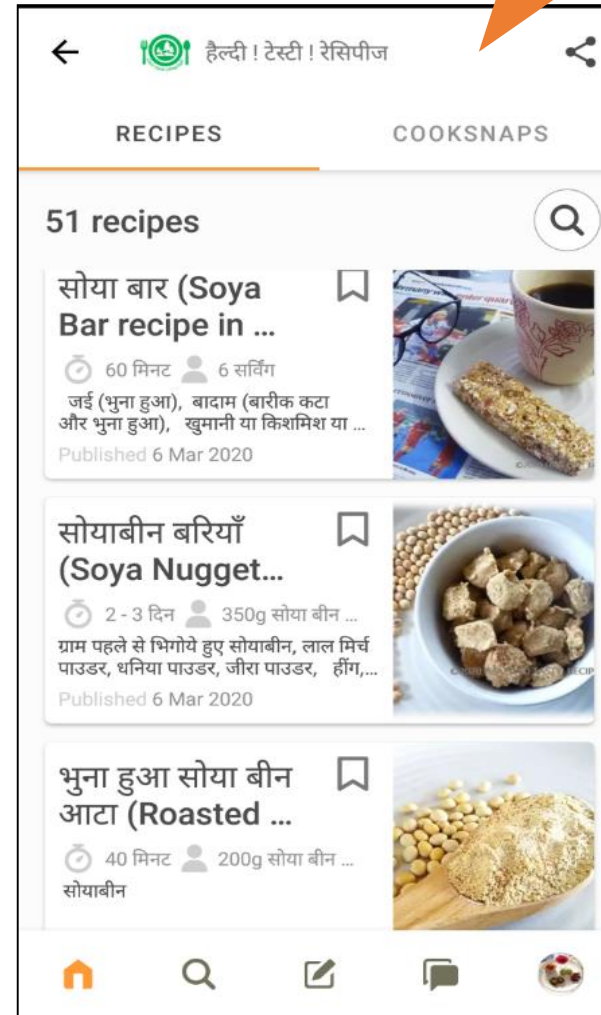 हैल्दी ! टेस्टी ! रेसिपीज
RECIPES COOKSNAPS
51 recipes
सोया बार (Soya
Bar recipe in ...
60 मिनट 6 सर्विंग
जई (भुना हुआ), बादाम (बारीक कटा
और भुना हुआ), खुमानी या किशमिश या ...
Published 6 Mar 2020
सोयाबीन बरियाँ
(Soya Nugget...
2 - 3 दिन 350g सोया बीन ...
ग्राम पहले से भिगोये हुए सोयाबीन, लाल मिर्च
पाउडर, धनिया पाउडर, जीरा पाउडर, हींग,...
Published 6 Mar 2020
भुना हुआ सोया बीन
आटा (Roasted ...
40 मिनट 200g सोया बीन ...
सोयाबीन